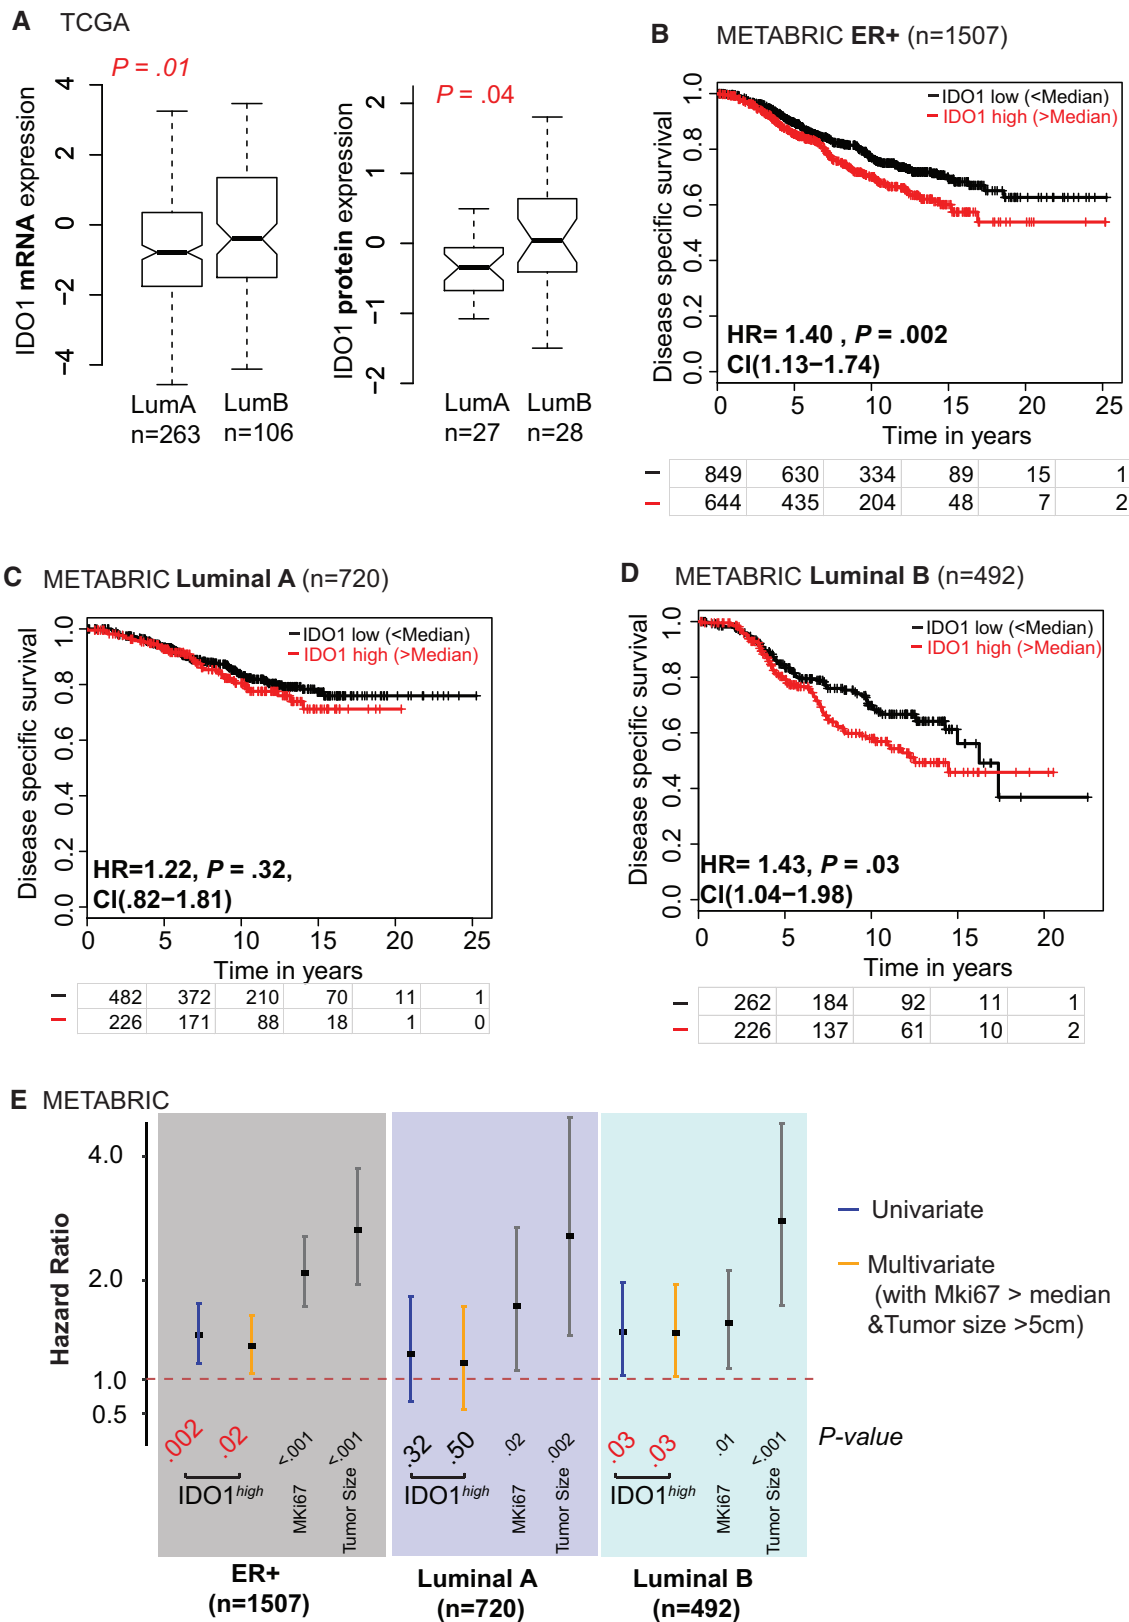 A TCGA
P = .01
IDO1 mRNA expression
4
2
0
−2
−4
LumA
n=263
LumB
n=106
P = .04
IDO1 protein expression
2
1
0
−1
−2
LumA
n=27
LumB
n=28
B METABRIC ER+ (n=1507)
IDO1 low (<Median)
IDO1 high (>Median)
Disease specific survival
1.0
0.8
0.6
0.4
0.2
0.0
HR= 1.40 , P = .002
CI(1.13−1.74)
0 5 10 15 20 25
Time in years
849 630 334 89 15 1
644 435 204 48 7 2
C METABRIC Luminal A (n=720)
IDO1 low (<Median)
IDO1 high (>Median)
Disease specific survival
1.0
0.8
0.6
0.4
0.2
0.0
HR=1.22, P = .32,
CI(.82−1.81)
0 5 10 15 20 25
Time in years
482 372 210 70 11 1
226 171 88 18 1 0
D METABRIC Luminal B (n=492)
IDO1 low (<Median)
IDO1 high (>Median)
Disease specific survival
1.0
0.8
0.6
0.4
0.2
0.0
HR= 1.43, P = .03
CI(1.04−1.98)
0 5 10 15 20
Time in years
262 184 92 11 1
226 137 61 10 2
E METABRIC
Hazard Ratio
4.0
2.0
1.0
0.5
.002 .02 <.001 <.001
IDO1high MKi67 Tumor Size
ER+
(n=1507)
.32 .50 .02 .002
IDO1high MKi67 Tumor Size
Luminal A
(n=720)
.03 .03 .01 <.001
IDO1high MKi67 Tumor Size
Luminal B
(n=492)
P-value
Univariate
Multivariate
(with Mki67 > median
&Tumor size >5cm)